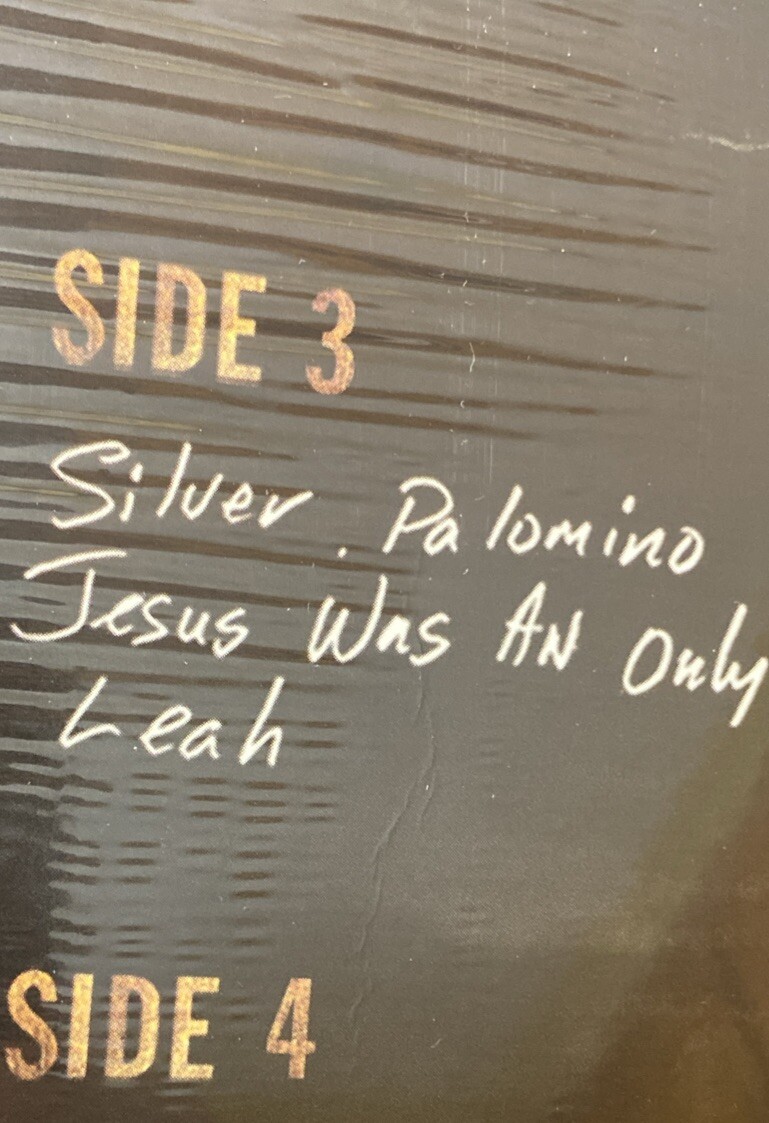 SIDE 3
Silver Palomino
Jesus Was AN Only
Leah
SIDE 4